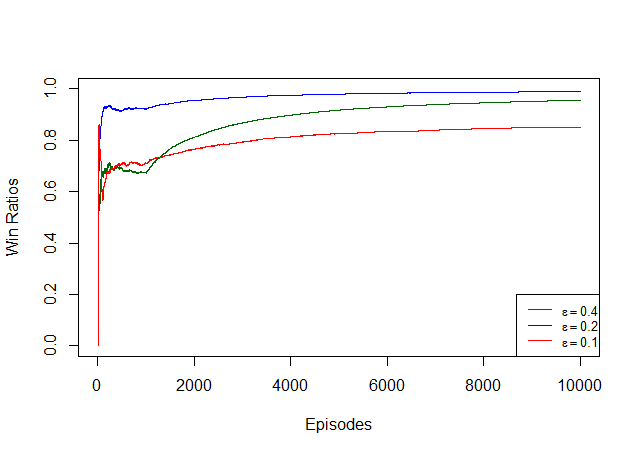 Win Ratios
1.0
0.8
0.6
0.4
0.2
0.0
ε = 0.4
ε = 0.2
ε = 0.1
0 2000 4000 6000 8000 10000
Episodes